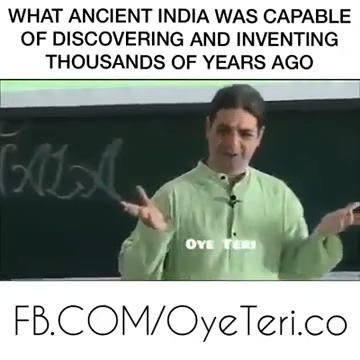 WHAT ANCIENT INDIA WAS CAPABLE
OF DISCOVERING AND INVENTING
THOUSANDS OF YEARS AGO
OYE TERI
FB.COM/OyeTeri.co